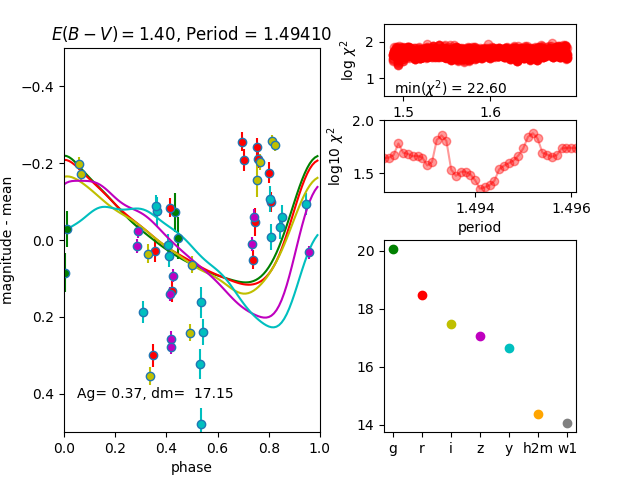 E(B − V) = 1.40, Period = 1.49410
magnitude - mean
−0.4
−0.2
0.0
0.2
0.4
Ag= 0.37, dm=  17.15
0.0 0.2 0.4 0.6 0.8 1.0
phase
log χ²
2
1
min(χ²) = 22.60
1.5 1.6
log10 χ²
2.0
1.5
1.494 1.496
period
20
18
16
14
g r i z y h2m w1